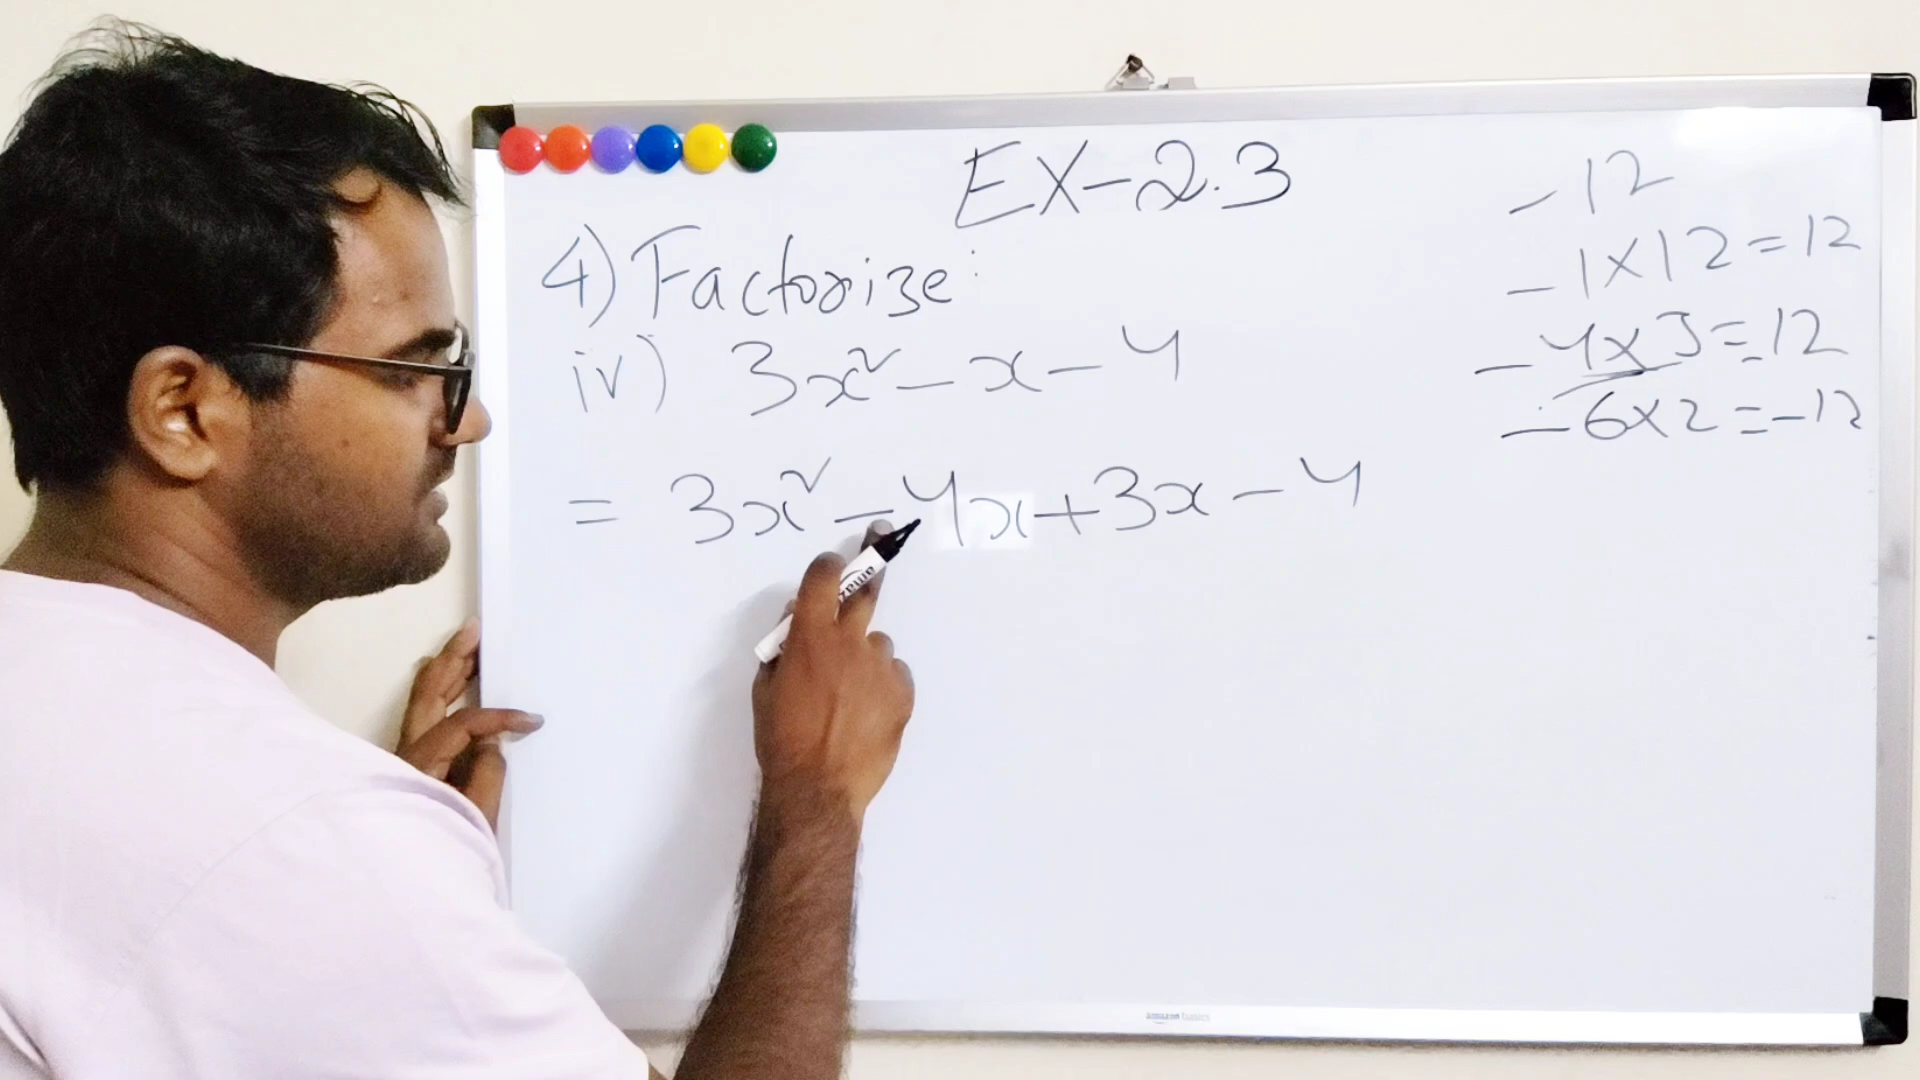 EX-2.3
4) Factorize:
iv) 3x² - x - 4
= 3x² - 4x + 3x - 4
-12
-1×12=12
-4×3=12
-6×2=-12